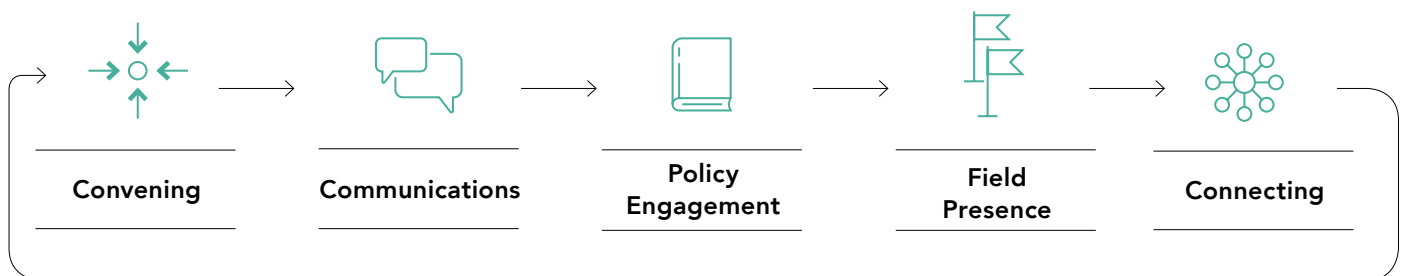 Convening
Communications
Policy
Engagement
Field
Presence
Connecting